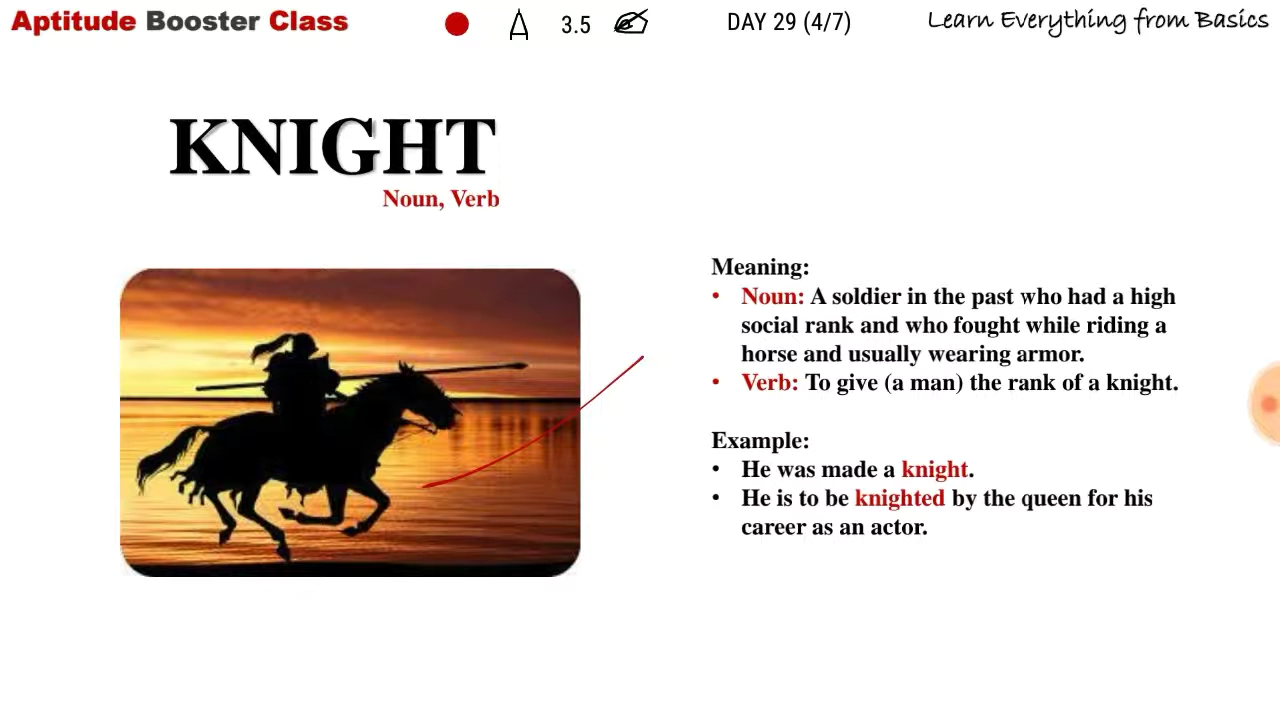 Aptitude Booster Class
3.5
DAY 29 (4/7)
Learn Everything from Basics
KNIGHT
Noun, Verb
Meaning:
• Noun: A soldier in the past who had a high
social rank and who fought while riding a
horse and usually wearing armor.
• Verb: To give (a man) the rank of a knight.
Example:
• He was made a knight.
• He is to be knighted by the queen for his
career as an actor.